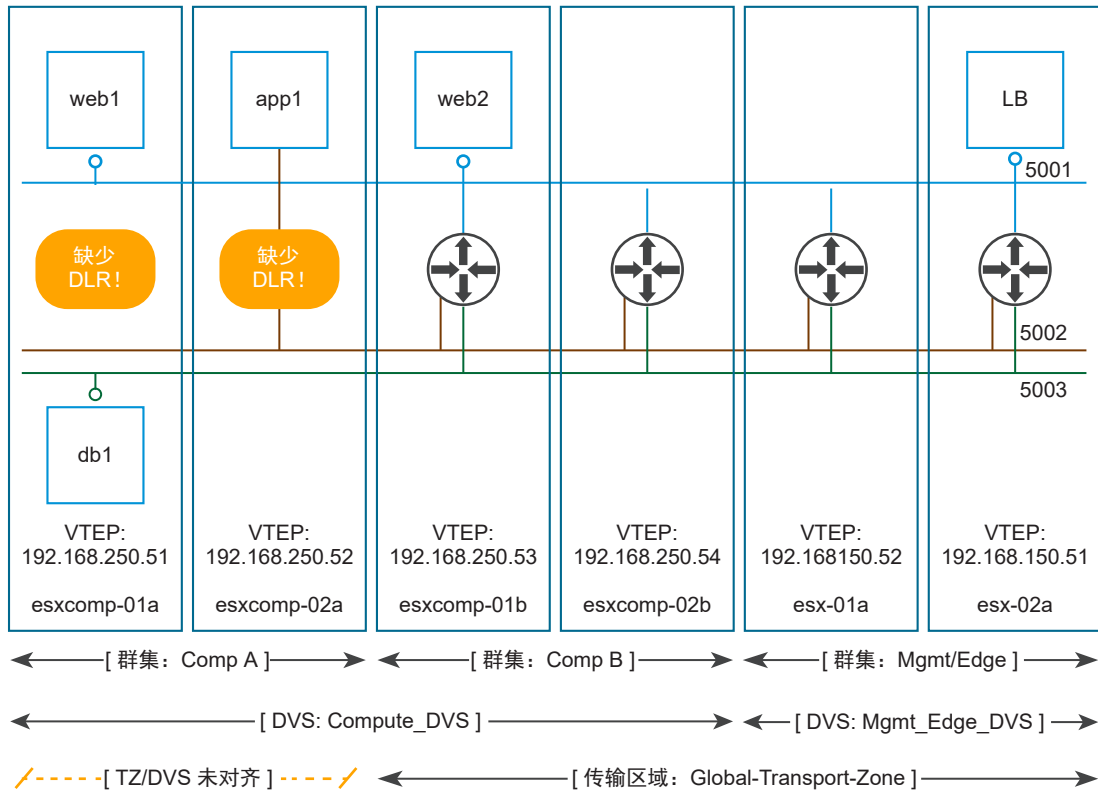 web1
app1
web2
LB
5001
缺少
DLR！
缺少
DLR！
5002
5003
db1
VTEP:
192.168.250.51
VTEP:
192.168.250.52
VTEP:
192.168.250.53
VTEP:
192.168.250.54
VTEP:
192.168150.52
VTEP:
192.168.150.51
esxcomp-01a
esxcomp-02a
esxcomp-01b
esxcomp-02b
esx-01a
esx-02a
[ 群集：Comp A ]
[ 群集：Comp B ]
[ 群集：Mgmt/Edge ]
[ DVS: Compute_DVS ]
[ DVS: Mgmt_Edge_DVS ]
[ TZ/DVS 未对齐 ]
[ 传输区域：Global-Transport-Zone ]